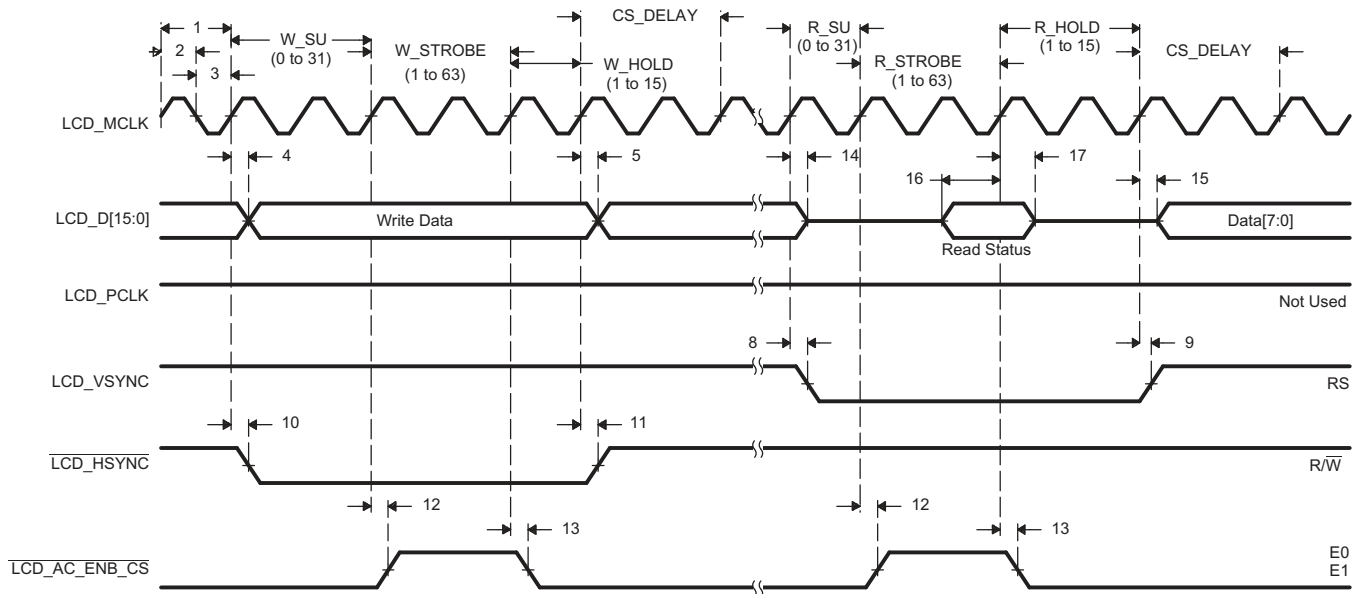 CS_DELAY
1
W_SU
(0 to 31)
R_SU
(0 to 31)
R_HOLD
(1 to 15)
2
W_STROBE
(1 to 63)
CS_DELAY
3
W_HOLD
(1 to 15)
R_STROBE
(1 to 63)
LCD_MCLK
4
5
14
17
16
15
LCD_D[15:0]
Write Data
Data[7:0]
Read Status
LCD_PCLK
Not Used
8
9
LCD_VSYNC
RS
10
11
LCD_HSYNC
R/W
12
13
12
13
LCD_AC_ENB_CS
E0
E1